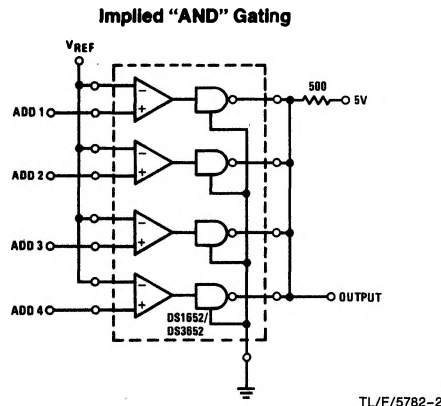 Implied "AND" Gating
VREF
500
5V
ADD 1
ADD 2
ADD 3
ADD 4
OUTPUT
DS1652/
DS3652
TL/F/5782-2